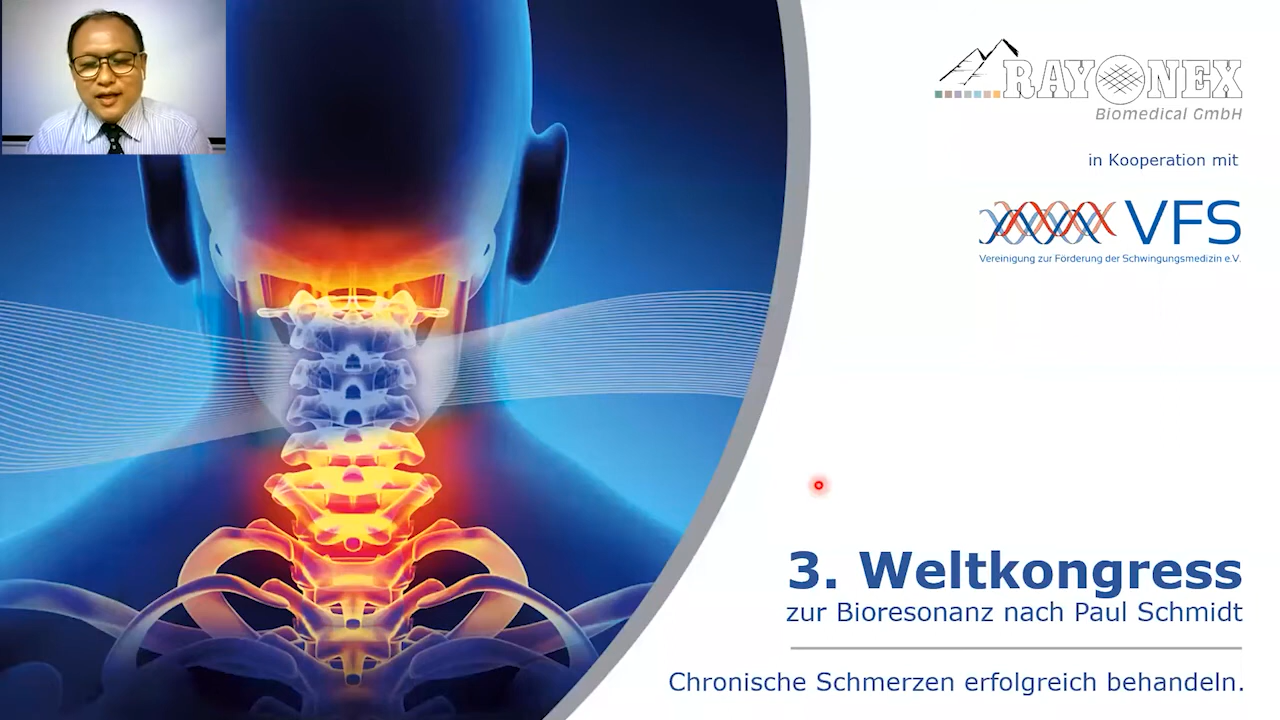 RAYONEX
Biomedical GmbH
in Kooperation mit
VFS
Vereinigung zur Förderung der Schwingungsmedizin e.V.
3. Weltkongress
zur Bioresonanz nach Paul Schmidt
Chronische Schmerzen erfolgreich behandeln.